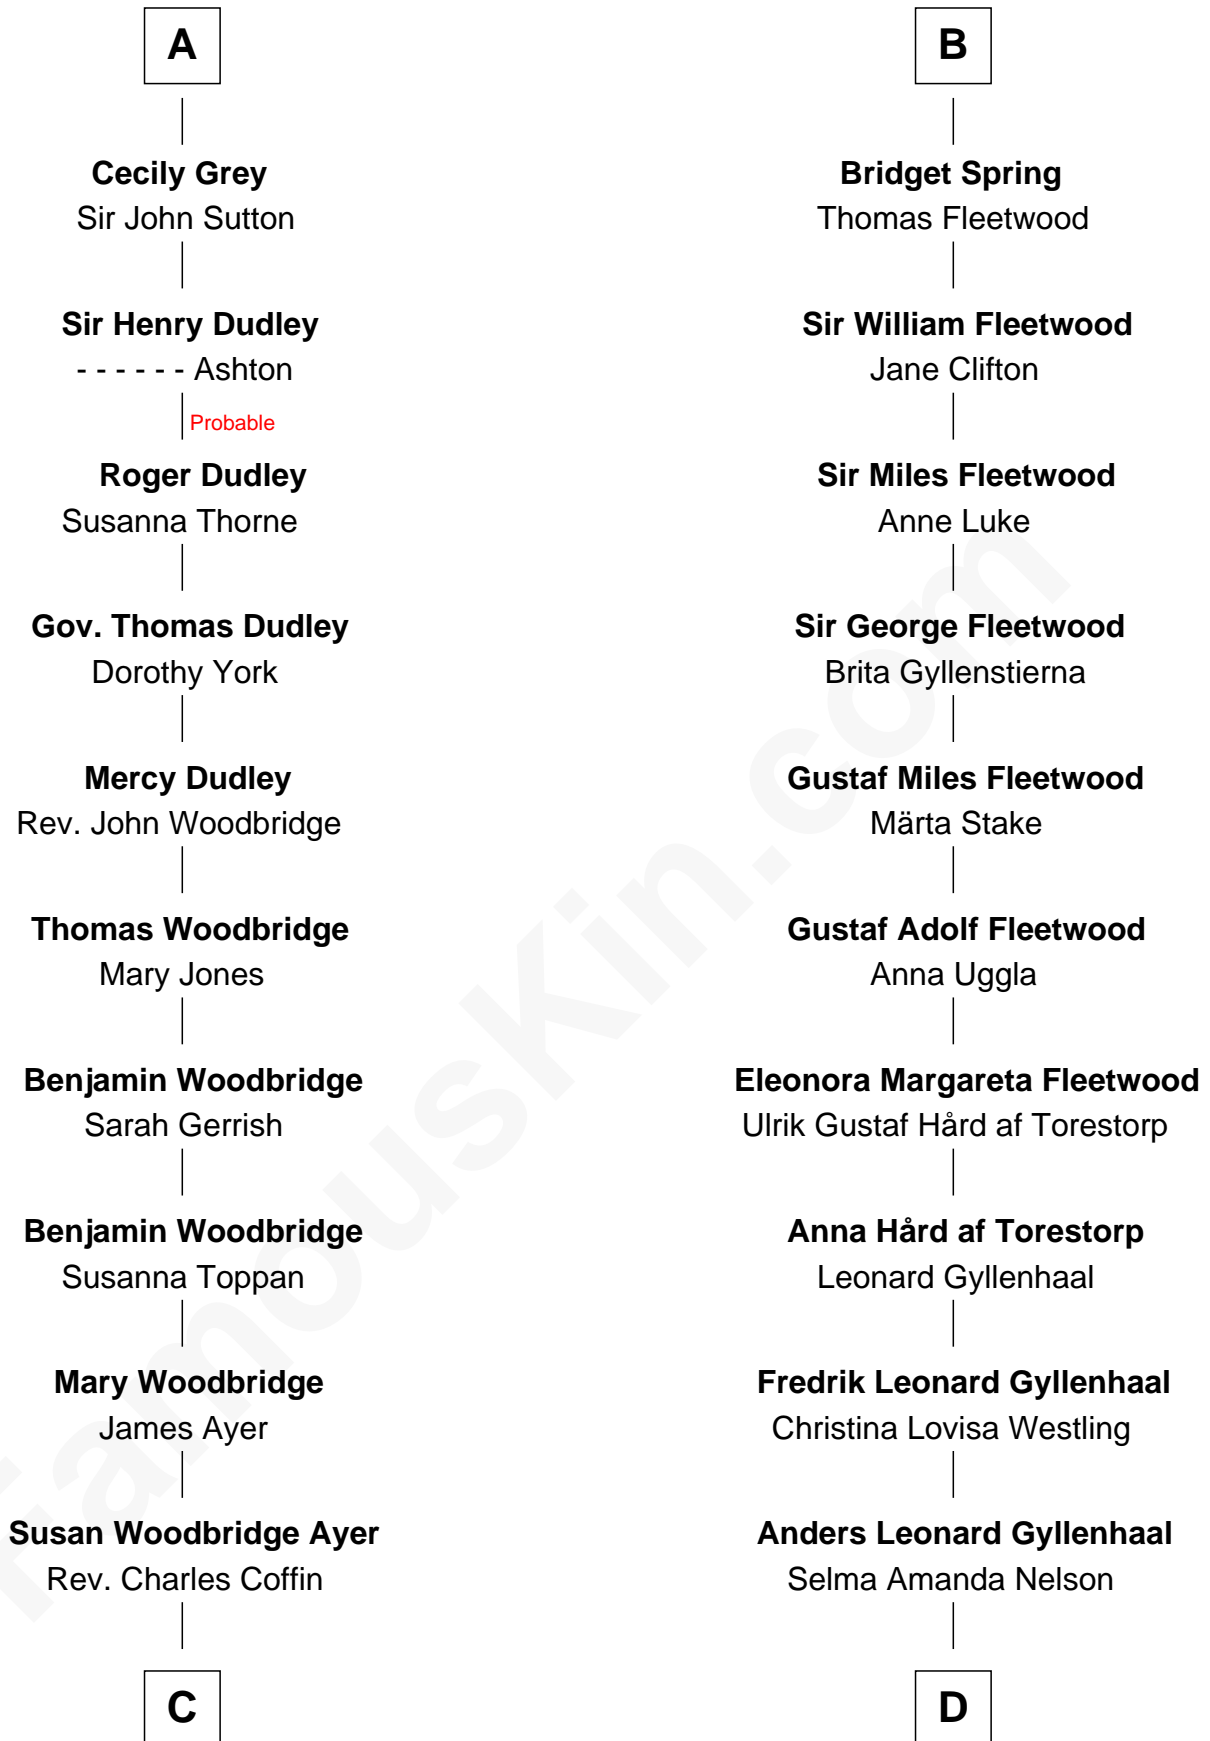 A
Cecily Grey
Sir John Sutton
Sir Henry Dudley
- - - - - - Ashton
Probable
Roger Dudley
Susanna Thorne
Gov. Thomas Dudley
Dorothy York
Mercy Dudley
Rev. John Woodbridge
Thomas Woodbridge
Mary Jones
Benjamin Woodbridge
Sarah Gerrish
Benjamin Woodbridge
Susanna Toppan
Mary Woodbridge
James Ayer
Susan Woodbridge Ayer
Rev. Charles Coffin
C
B
Bridget Spring
Thomas Fleetwood
Sir William Fleetwood
Jane Clifton
Sir Miles Fleetwood
Anne Luke
Sir George Fleetwood
Brita Gyllenstierna
Gustaf Miles Fleetwood
Märta Stake
Gustaf Adolf Fleetwood
Anna Uggla
Eleonora Margareta Fleetwood
Ulrik Gustaf Hård af Torestorp
Anna Hård af Torestorp
Leonard Gyllenhaal
Fredrik Leonard Gyllenhaal
Christina Lovisa Westling
Anders Leonard Gyllenhaal
Selma Amanda Nelson
D
FamousKin.com